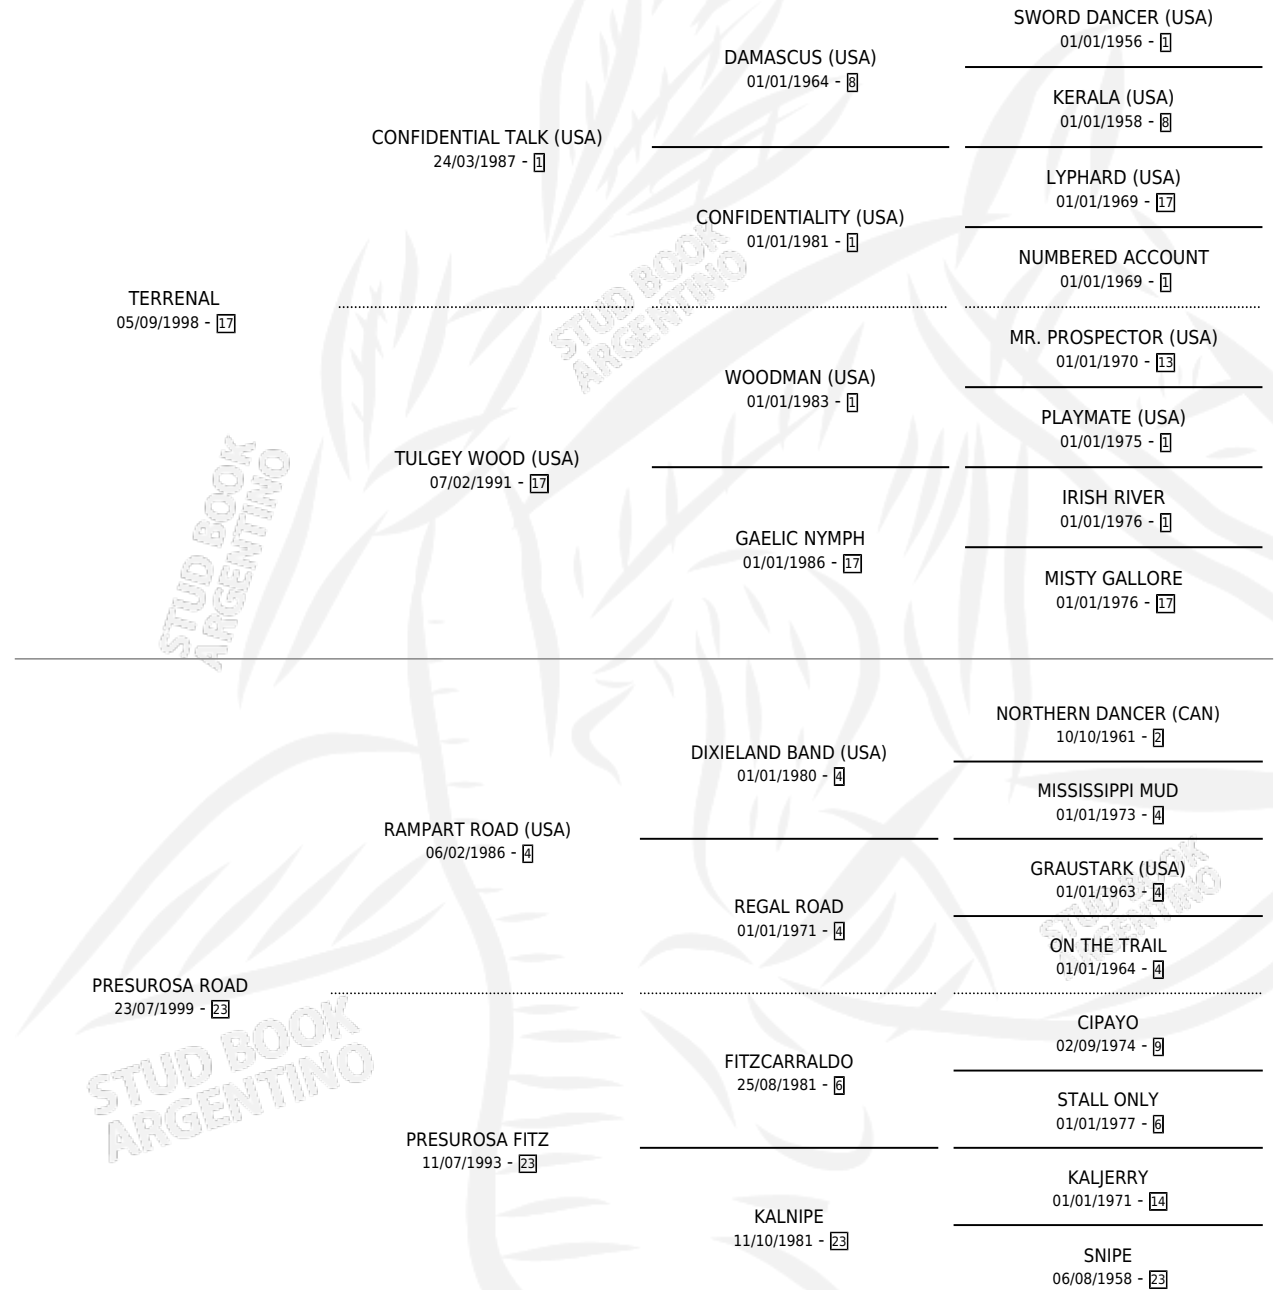 SWORD DANCER (USA)
01/01/1956 - 1
DAMASCUS (USA)
01/01/1964 - 8
KERALA (USA)
01/01/1958 - 8
CONFIDENTIAL TALK (USA)
24/03/1987 - 1
LYPHARD (USA)
01/01/1969 - 17
CONFIDENTIALITY (USA)
01/01/1981 - 1
NUMBERED ACCOUNT
01/01/1969 - 1
TERRENAL
05/09/1998 - 17
STUD BOOK
ARGENTINO
MR. PROSPECTOR (USA)
01/01/1970 - 13
WOODMAN (USA)
01/01/1983 - 1
PLAYMATE (USA)
01/01/1975 - 1
TULGEY WOOD (USA)
07/02/1991 - 17
IRISH RIVER
01/01/1976 - 1
GAELIC NYMPH
01/01/1986 - 17
MISTY GALLORE
01/01/1976 - 17
STUD BOOK
ARGENTINO
NORTHERN DANCER (CAN)
10/10/1961 - 2
DIXIELAND BAND (USA)
01/01/1980 - 4
MISSISSIPPI MUD
01/01/1973 - 4
RAMPART ROAD (USA)
06/02/1986 - 4
GRAUSTARK (USA)
01/01/1963 - 4
REGAL ROAD
01/01/1971 - 4
STUD BOOK
ARGENTINO
ON THE TRAIL
01/01/1964 - 4
PRESUROSA ROAD
23/07/1999 - 23
CIPAYO
02/09/1974 - 9
FITZCARRALDO
25/08/1981 - 6
STALL ONLY
01/01/1977 - 6
STUD BOOK
ARGENTINO
PRESUROSA FITZ
11/07/1993 - 23
KALJERRY
01/01/1971 - 14
KALNIPE
11/10/1981 - 23
SNIPE
06/08/1958 - 23